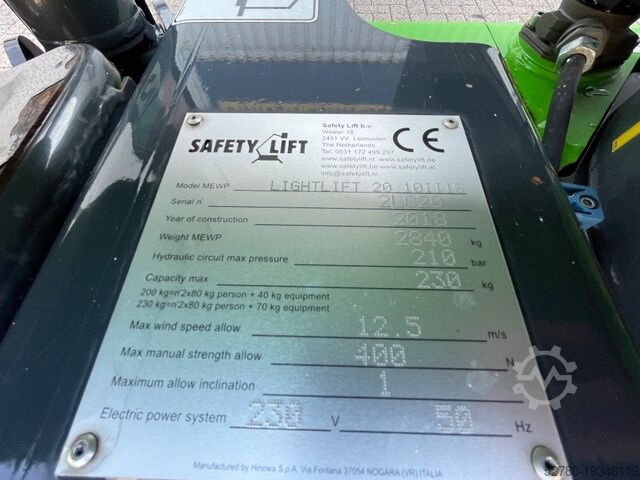 SAFETY LIFT
Safety Lift b.v.
Weaier 18
2451 VV Leimuiden
The Netherlands
Tel. 0031 172 499 297
www.safetylift.nl www.safetylift.de
www.safetylift.be www.safetylift.at
info@safetylift.nl
CE
Model MEWP LIGHTLIFT 20.10IIIS
Serial n° 2LC20
Year of construction 2018
Weight MEWP 2840 kg
Hydraulic circuit max pressure 210 bar
Capacity max 230 kg
200 kg=n°2x80 kg person + 40 kg equipment
230 kg=n°2x80 kg person + 70 kg equipment
Max wind speed allow 12.5 m/s
Max manual strength allow 400 N
Maximum allow inclination 1
Electric power system 230 V 50 Hz
Manufactured by Hinowa S.p.A. Via Fontana 37054 NOGARA (VR) ITALIA
52780-19346116